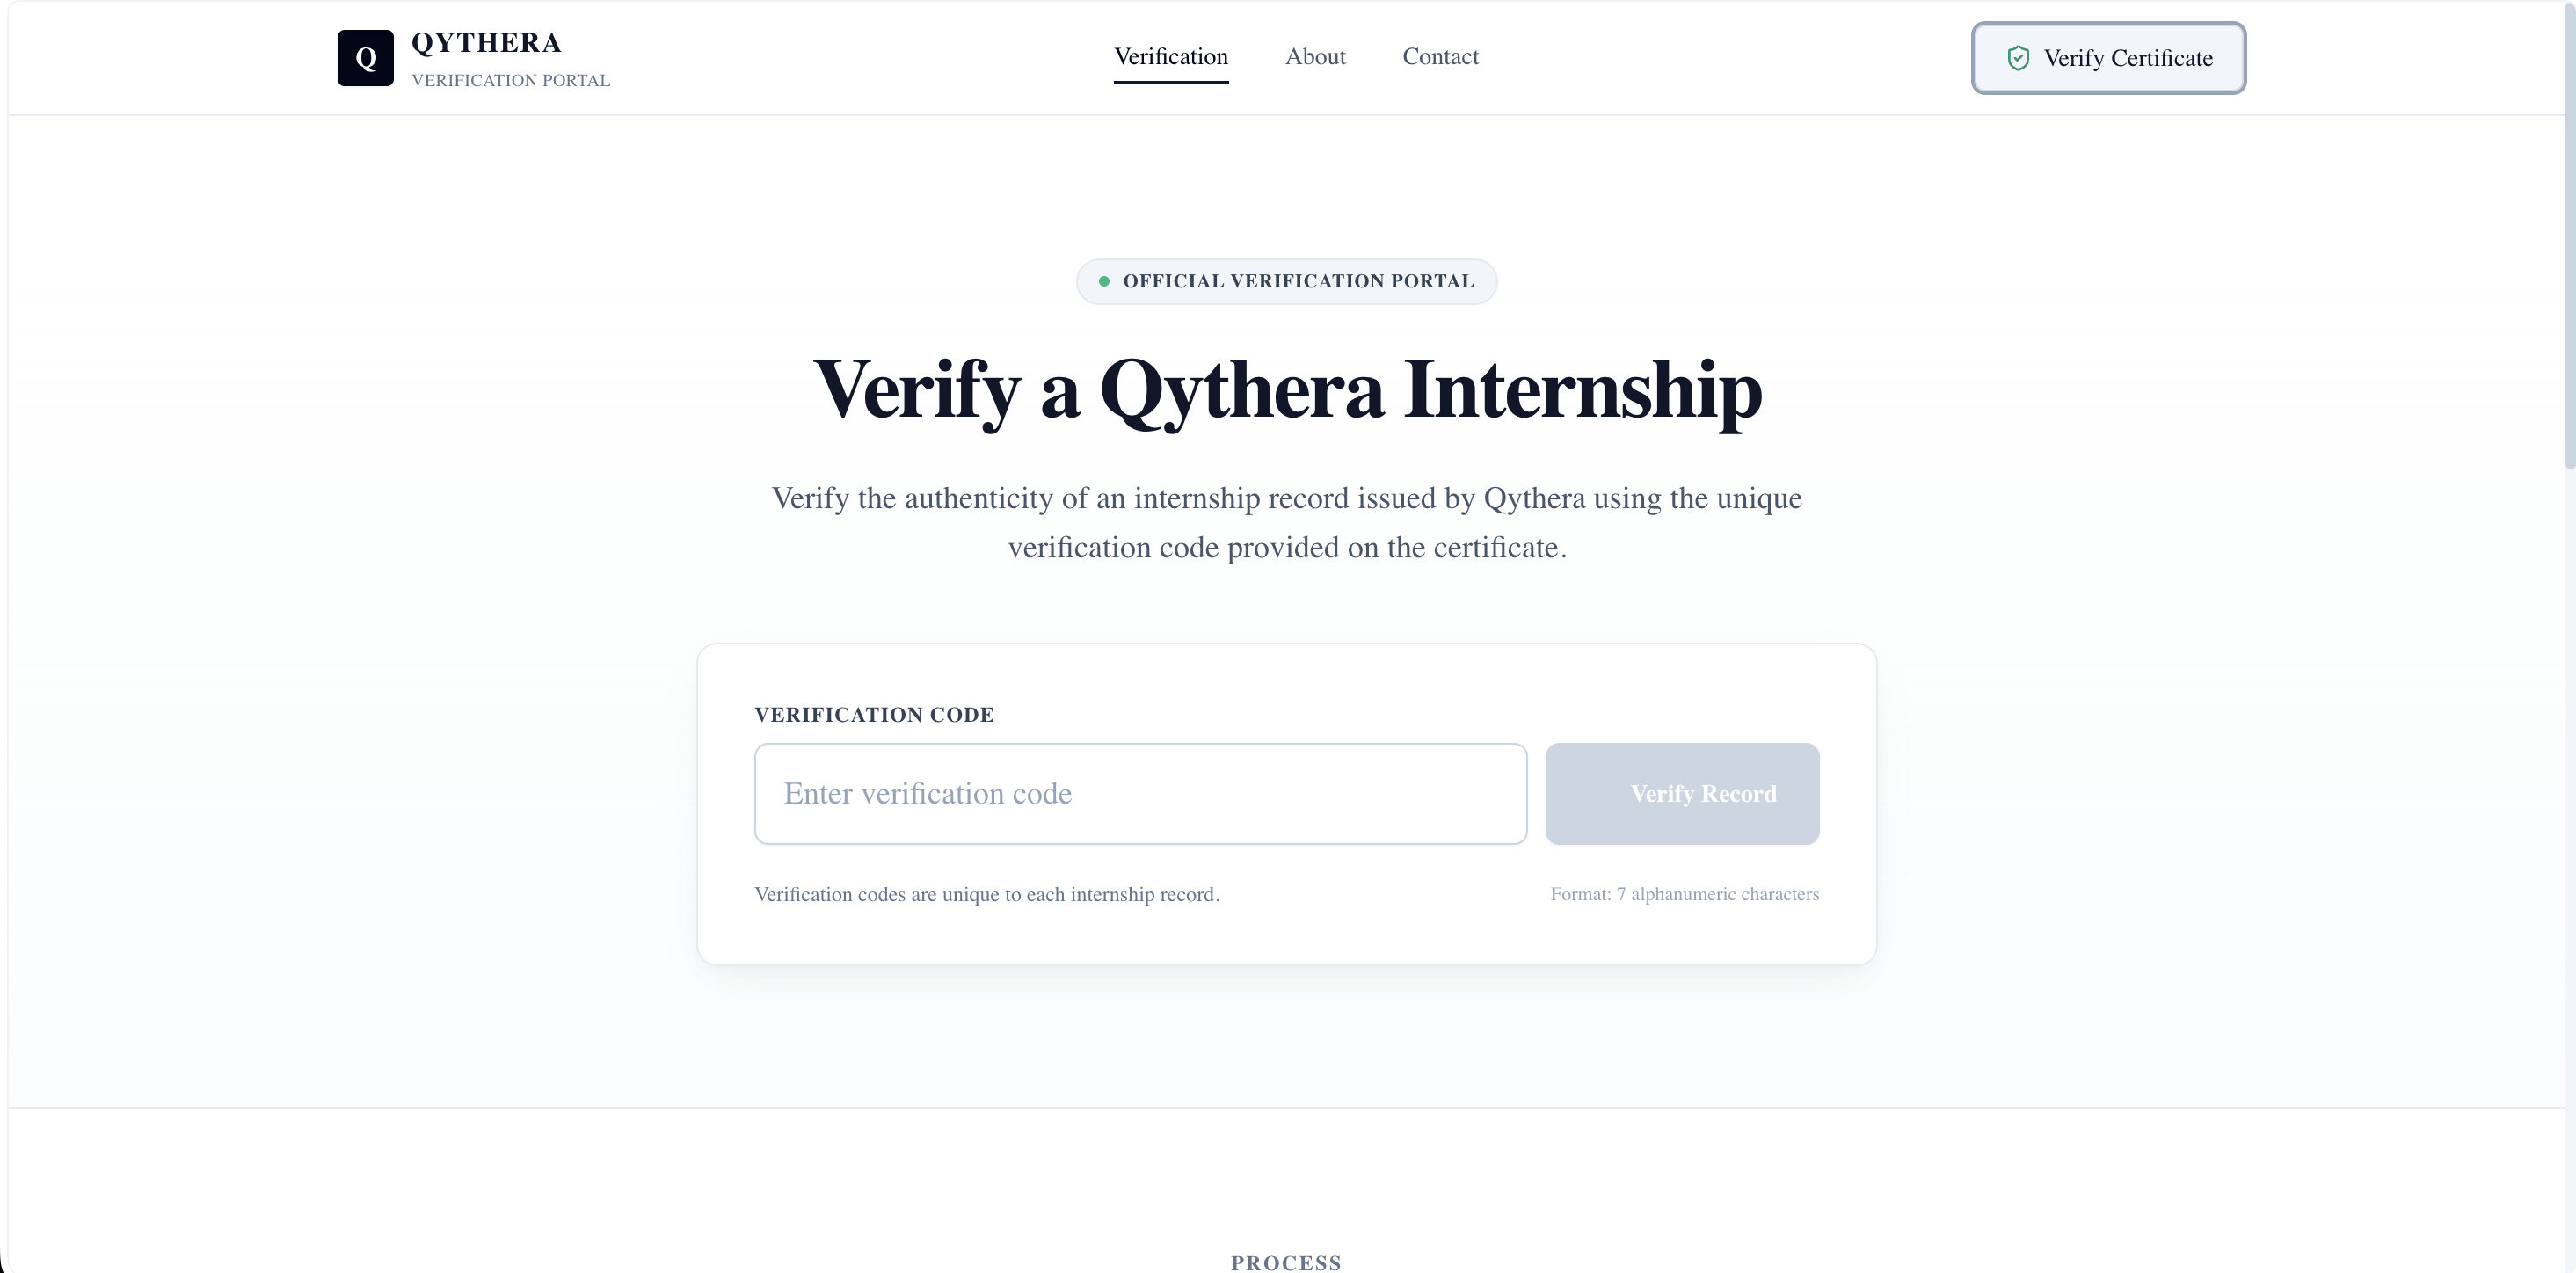 Q
QYTHERA
VERIFICATION PORTAL
Verification
About
Contact
Verify Certificate
OFFICIAL VERIFICATION PORTAL
Verify a Qythera Internship
Verify the authenticity of an internship record issued by Qythera using the unique
verification code provided on the certificate.
VERIFICATION CODE
Enter verification code
Verify Record
Verification codes are unique to each internship record.
Format: 7 alphanumeric characters
PROCESS